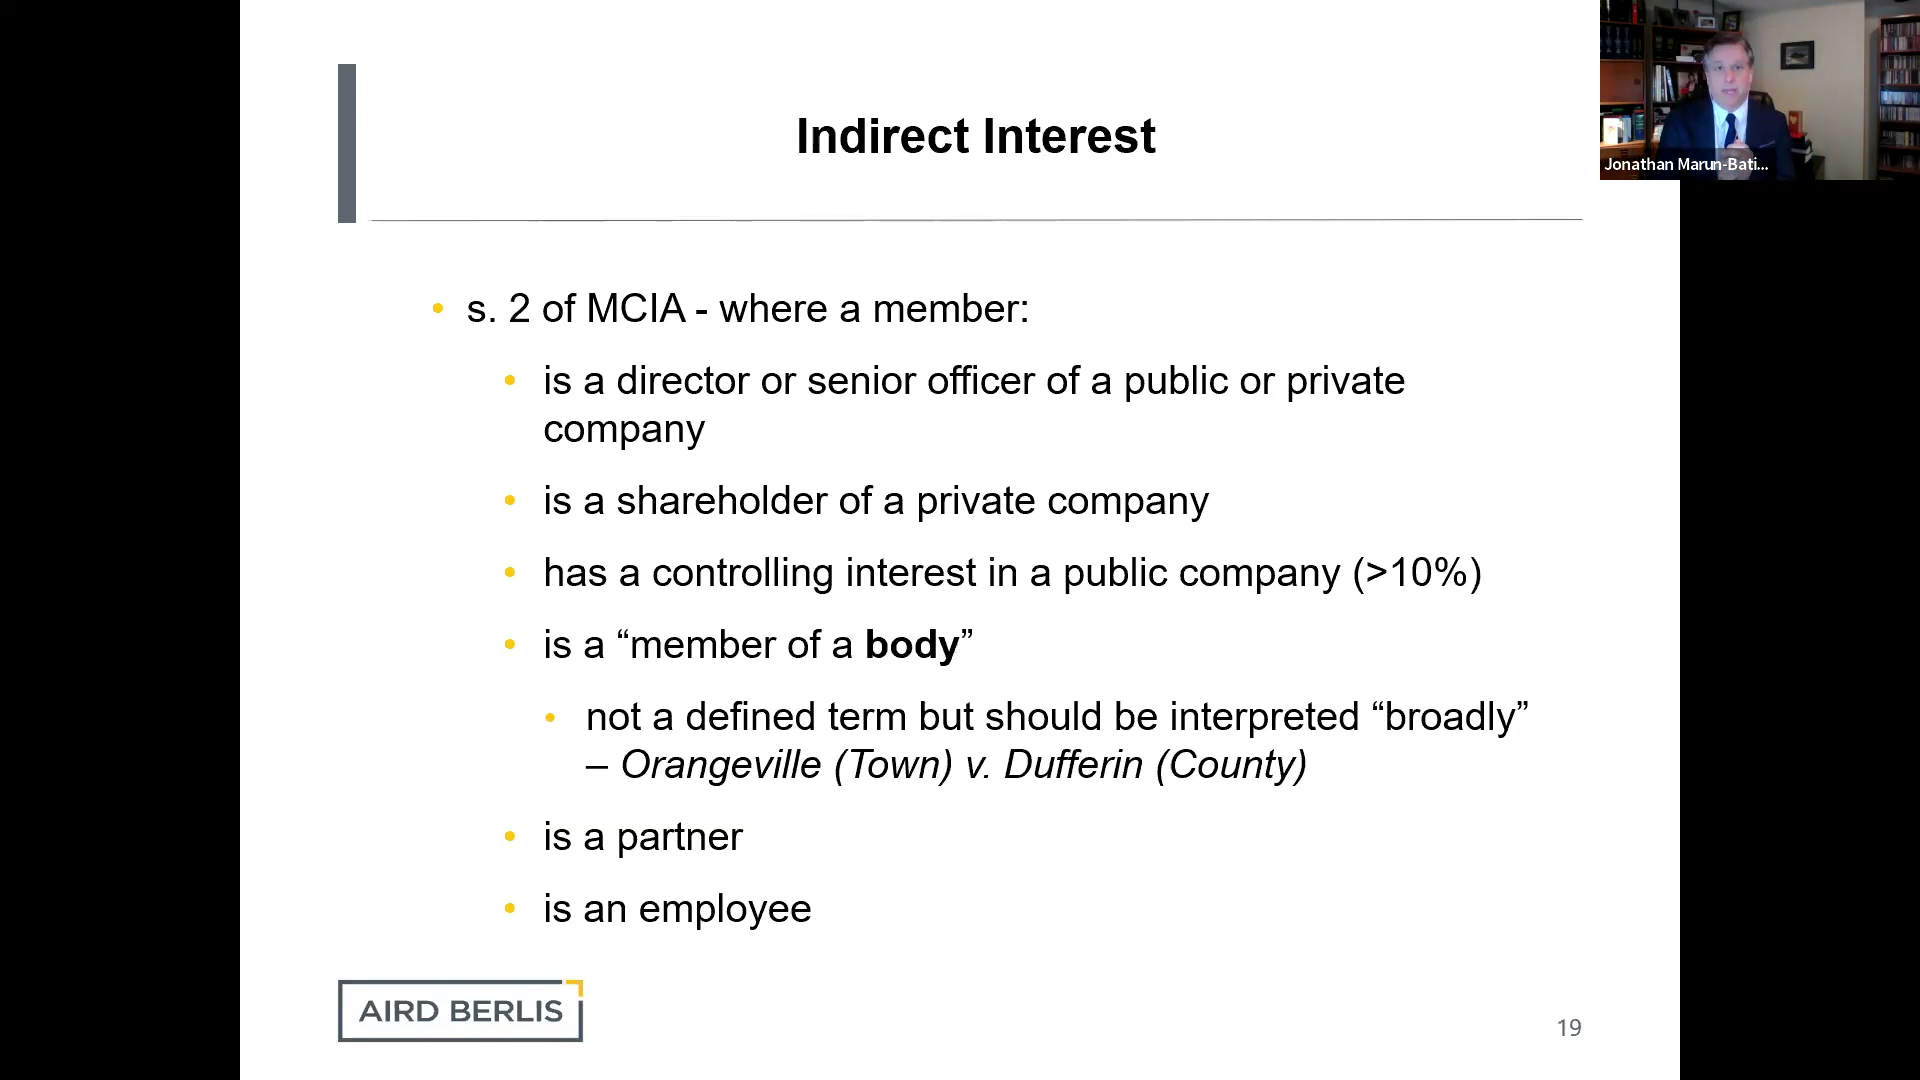 Indirect Interest
Jonathan Marun-Bati...
• s. 2 of MCIA - where a member:
• is a director or senior officer of a public or private
company
• is a shareholder of a private company
• has a controlling interest in a public company (>10%)
• is a “member of a body”
• not a defined term but should be interpreted “broadly”
– Orangeville (Town) v. Dufferin (County)
• is a partner
• is an employee
AIRD BERLIS
19